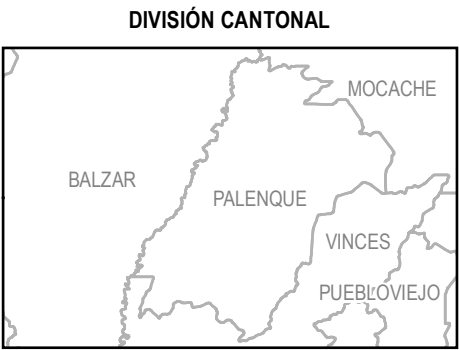 DIVISIÓN CANTONAL
MOCACHE
BALZAR
PALENQUE
VINCES
PUEBLOVIEJO